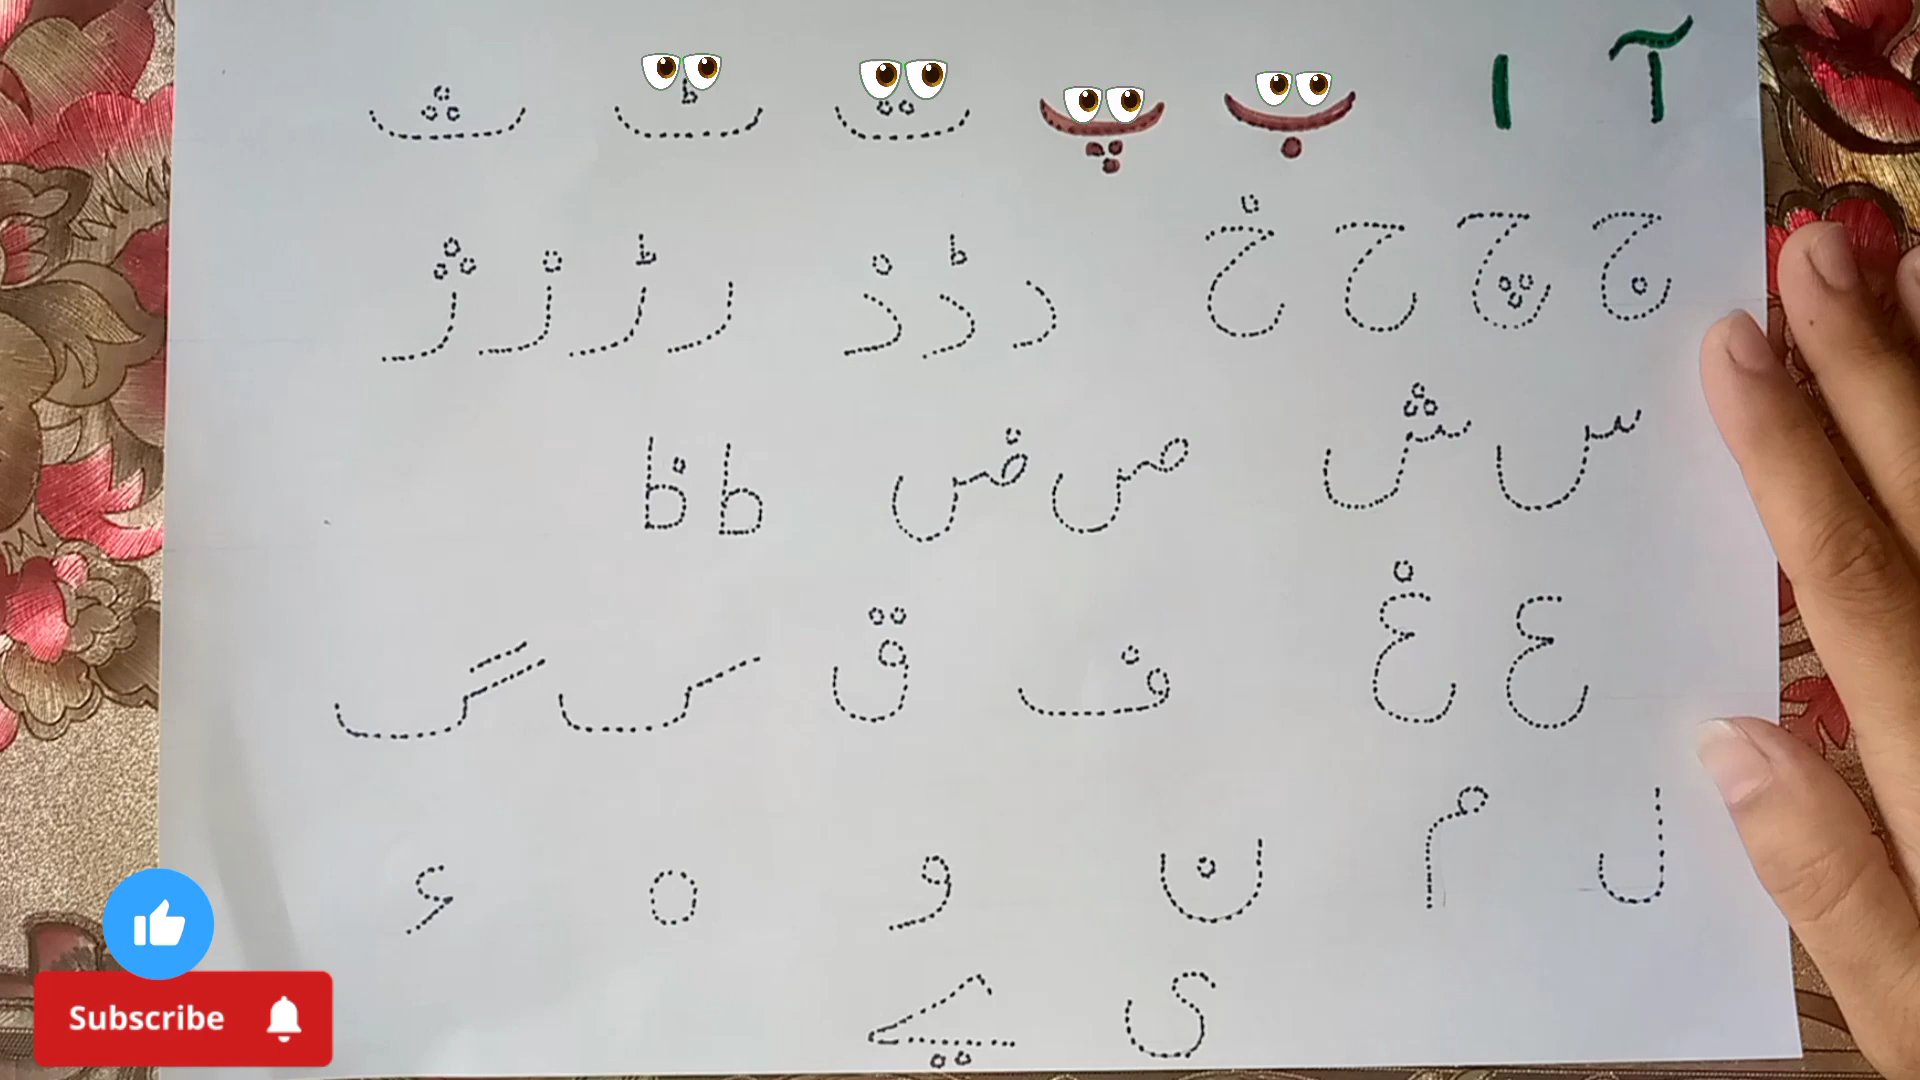 آ ا ب پ ت ٹ ث
ج چ ح خ د ڈ ذ ر ڑ ز ژ
س ش ص ض ط ظ
ع غ ف ق ک گ
ل م ن و ہ ء
ی ے
Subscribe